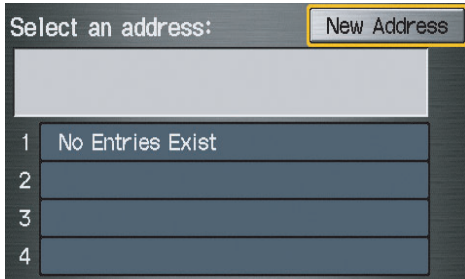 Select an address:
New Address
1 No Entries Exist
2
3
4